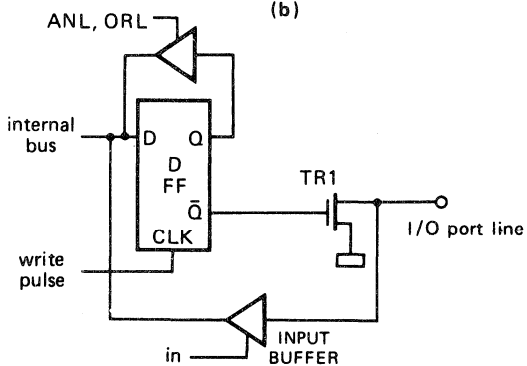 (b)
ANL, ORL
internal
bus
D
Q
D
FF
Q̄
CLK
TR1
I/O port line
write
pulse
INPUT
BUFFER
in